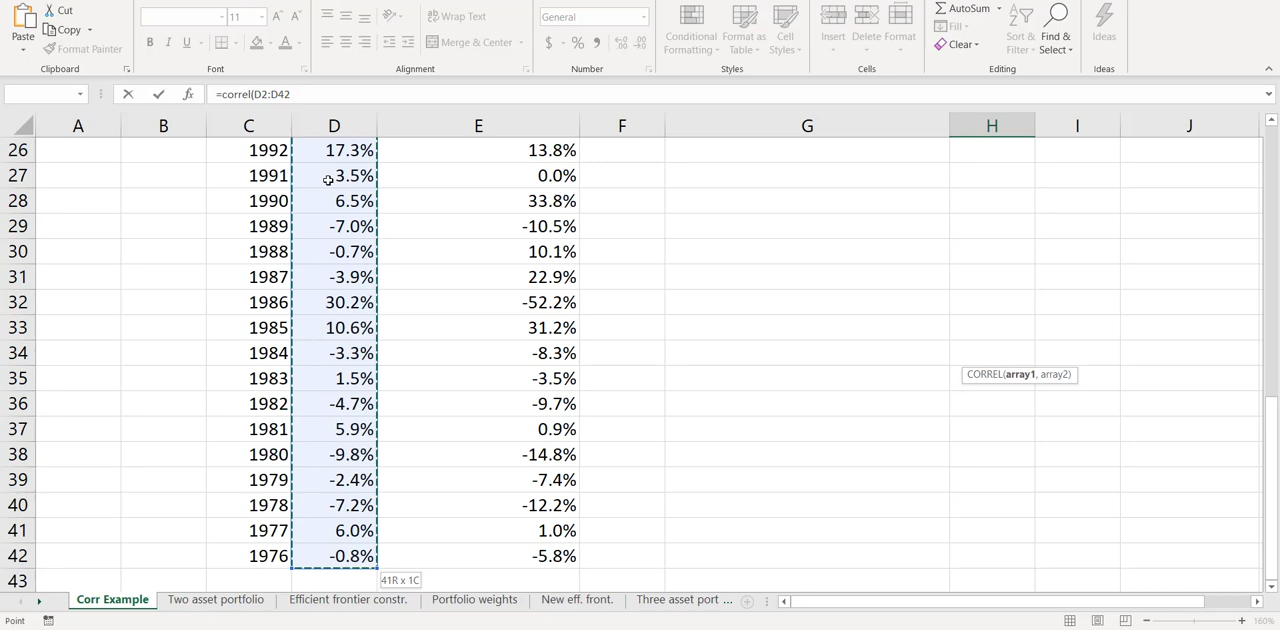 Cut
Copy
Format Painter
Paste
Clipboard
11
A A
B I U A
Font
ab Wrap Text
Merge & Center
Alignment
General
$ % 9
Number
Conditional Formatting
Format as Table
Cell Styles
Styles
Insert Delete Format
Cells
AutoSum
Fill
Clear
Sort & Filter
Find & Select
Editing
Ideas
Ideas
fx =correl(D2:D42
A B C D E F G H I J
26 1992 17.3% 13.8%
27 1991 3.5% 0.0%
28 1990 6.5% 33.8%
29 1989 -7.0% -10.5%
30 1988 -0.7% 10.1%
31 1987 -3.9% 22.9%
32 1986 30.2% -52.2%
33 1985 10.6% 31.2%
34 1984 -3.3% -8.3%
35 1983 1.5% -3.5%
CORREL(array1, array2)
36 1982 -4.7% -9.7%
37 1981 5.9% 0.9%
38 1980 -9.8% -14.8%
39 1979 -2.4% -7.4%
40 1978 -7.2% -12.2%
41 1977 6.0% 1.0%
42 1976 -0.8% -5.8%
43 41R x 1C
Corr Example Two asset portfolio Efficient frontier constr. Portfolio weights New eff. front. Three asset port ...
Point 160%